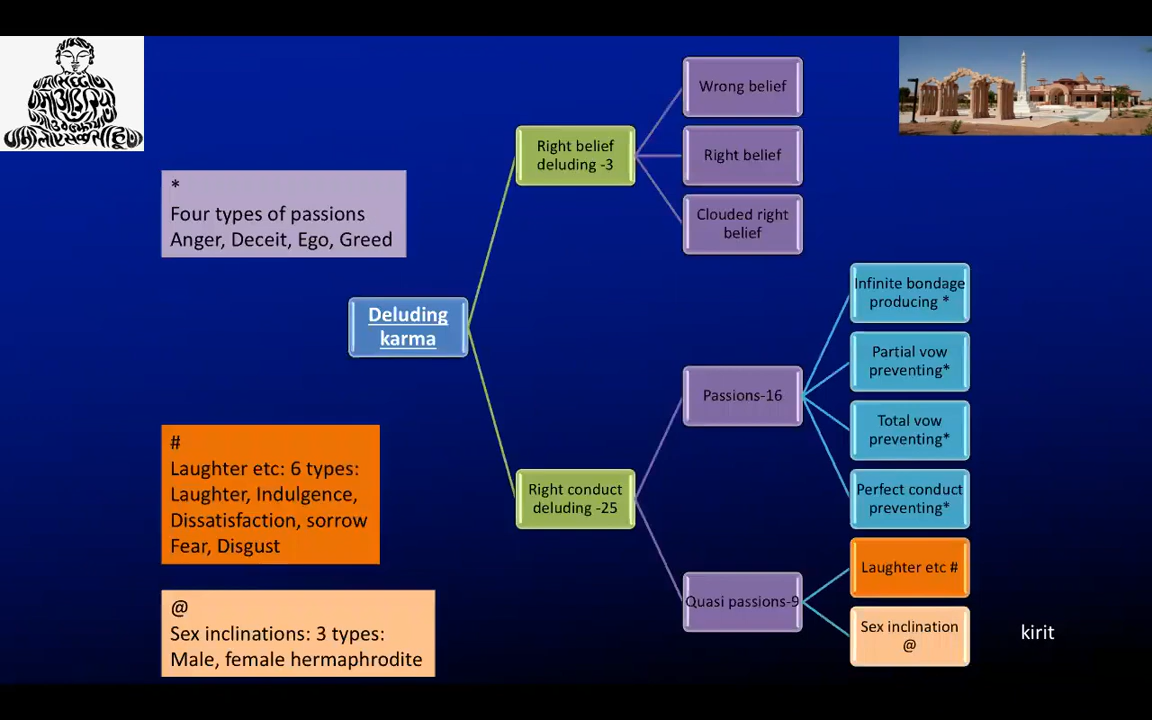 Wrong belief
Right belief
deluding -3
Right belief
Clouded right
belief
*
Four types of passions
Anger, Deceit, Ego, Greed
Deluding
karma
Infinite bondage
producing *
Partial vow
preventing*
Passions-16
Total vow
preventing*
Right conduct
deluding -25
Perfect conduct
preventing*
#
Laughter etc: 6 types:
Laughter, Indulgence,
Dissatisfaction, sorrow
Fear, Disgust
Laughter etc #
Quasi passions-9
Sex inclination
@
@
Sex inclinations: 3 types:
Male, female hermaphrodite
kirit